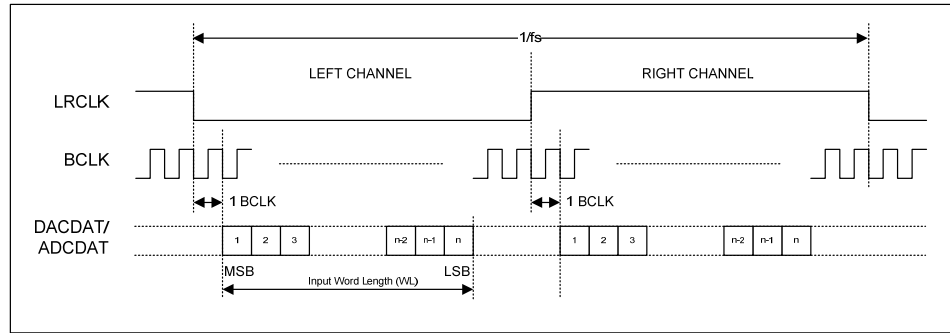 1/fs
LEFT CHANNEL
RIGHT CHANNEL
LRCLK
BCLK
1 BCLK
1 BCLK
DACDAT/
ADCDAT
1 2 3 n-2 n-1 n
1 2 3 n-2 n-1 n
MSB
LSB
Input Word Length (WL)